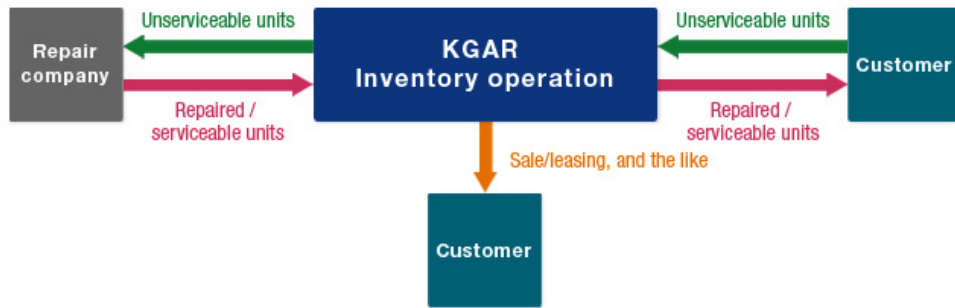 Unserviceable units
Unserviceable units
Repair
company
KGAR
Inventory operation
Customer
Repaired /
serviceable units
Repaired /
serviceable units
Sale/leasing, and the like
Customer